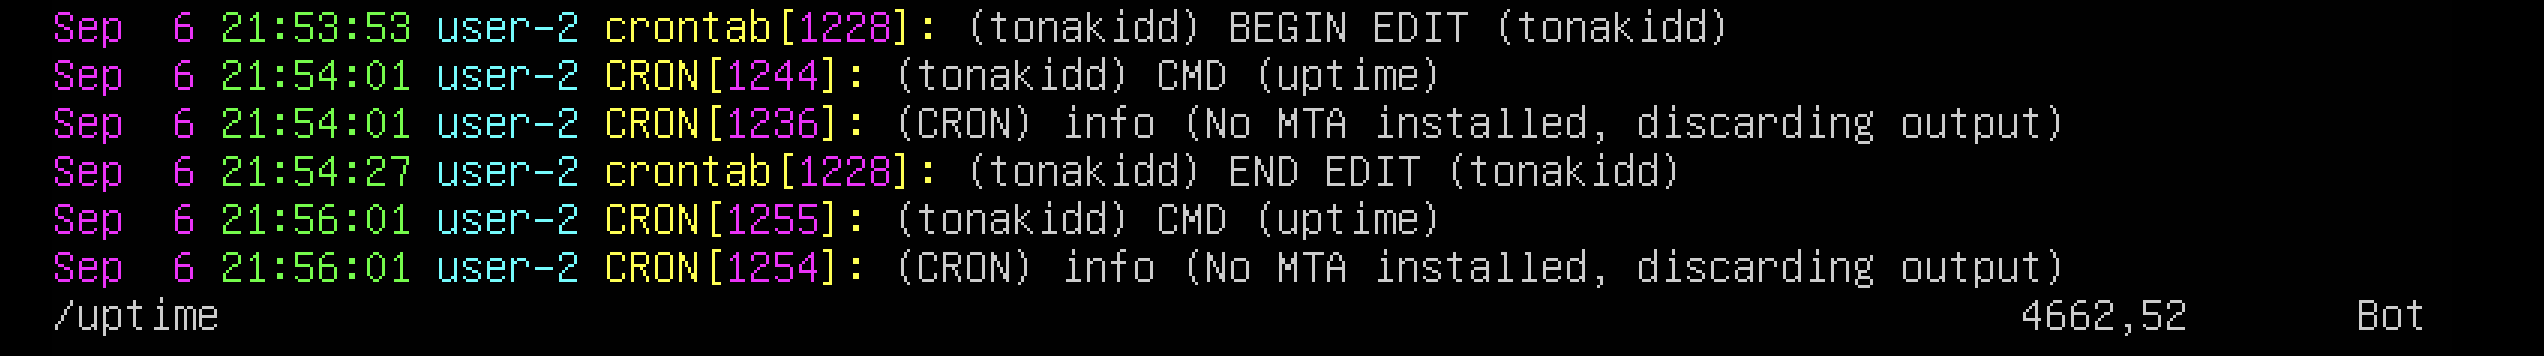 Sep  6 21:53:53 user-2 crontab[1228]: (tonakidd) BEGIN EDIT (tonakidd)
Sep  6 21:54:01 user-2 CRON[1244]: (tonakidd) CMD (uptime)
Sep  6 21:54:01 user-2 CRON[1236]: (CRON) info (No MTA installed, discarding output)
Sep  6 21:54:27 user-2 crontab[1228]: (tonakidd) END EDIT (tonakidd)
Sep  6 21:56:01 user-2 CRON[1255]: (tonakidd) CMD (uptime)
Sep  6 21:56:01 user-2 CRON[1254]: (CRON) info (No MTA installed, discarding output)
/uptime 4662,52 Bot